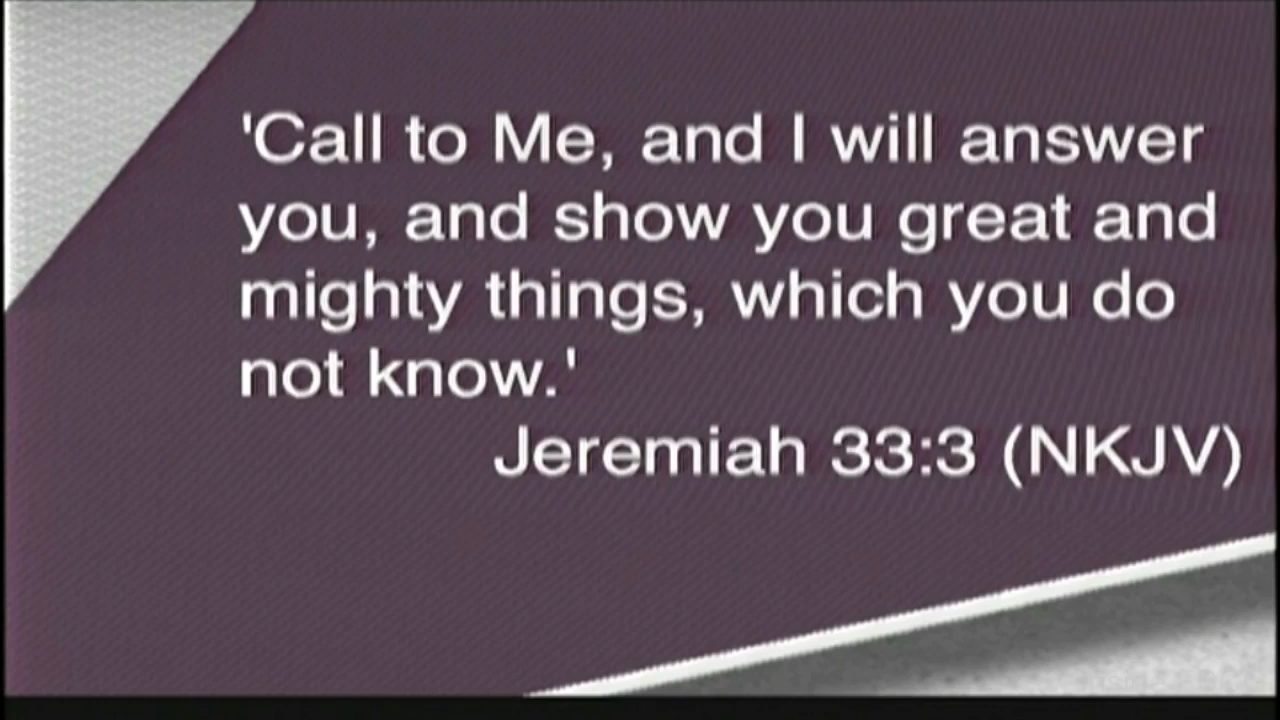 'Call to Me, and I will answer
you, and show you great and
mighty things, which you do
not know.'
Jeremiah 33:3 (NKJV)